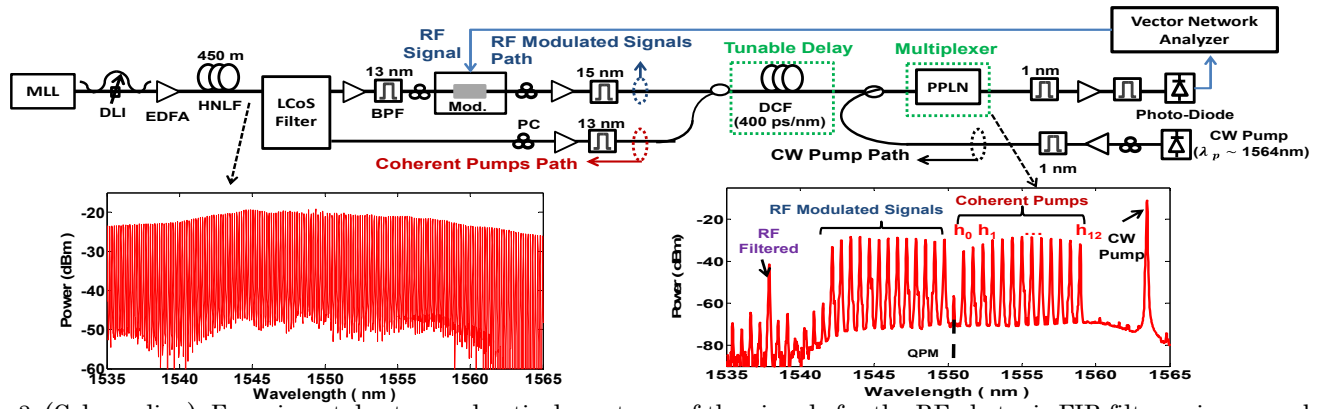 Vector Network
Analyzer
RF
Signal
RF Modulated Signals
Path
Tunable Delay
Multiplexer
450 m
13 nm
15 nm
1 nm
MLL
DLI
EDFA
HNLF
LCoS
Filter
BPF
Mod.
DCF
(400 ps/nm)
PPLN
Photo-Diode
PC
13 nm
Coherent Pumps Path
CW Pump Path
1 nm
CW Pump
(λ p ~ 1564nm)
-20
-30
-40
-50
-60
Power (dBm)
1535
1540
1545
1550
1555
1560
1565
Wavelength ( nm )
RF Modulated Signals
Coherent Pumps
h0 h1 ... h12
RF
Filtered
CW
Pump
QPM
-20
-40
-60
-80
Power (dBm)
1535
1540
1545
1550
1555
1560
1565
Wavelength ( nm )